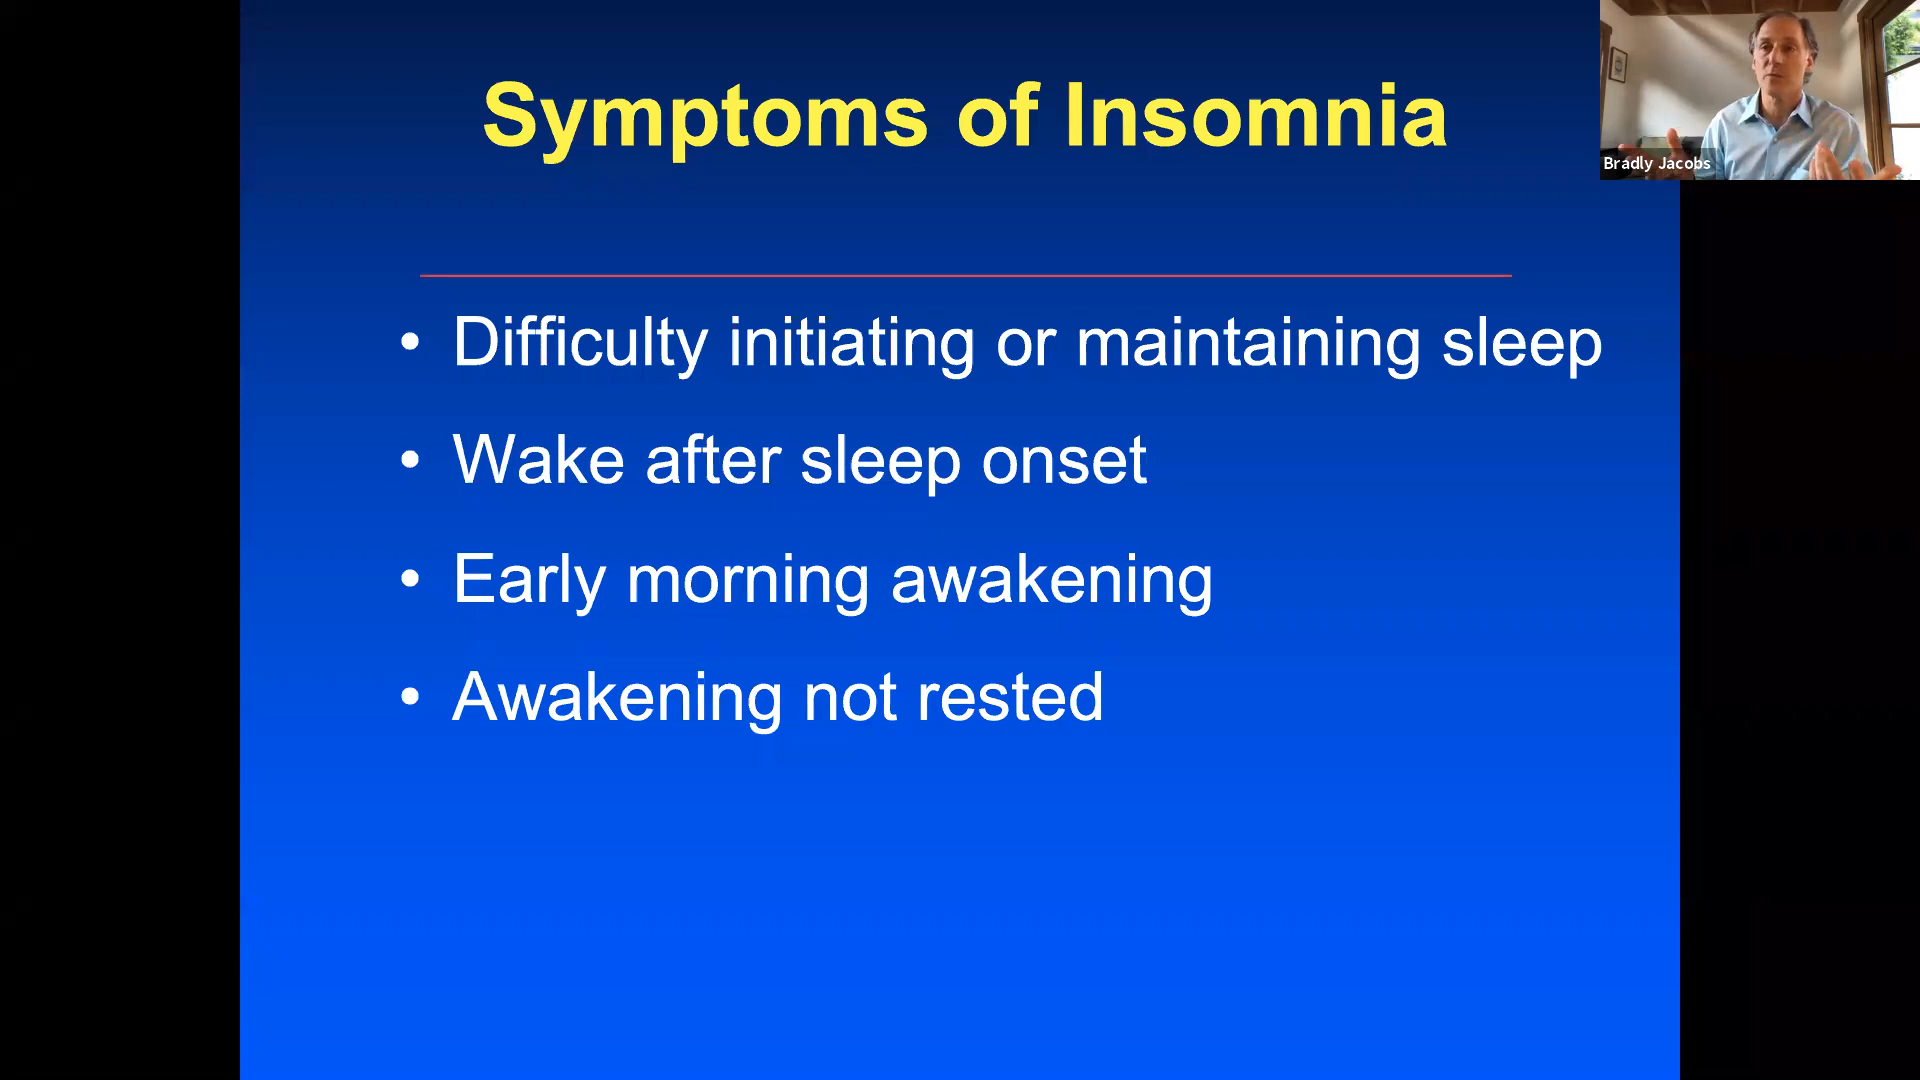 Symptoms of Insomnia
Bradly Jacobs
• Difficulty initiating or maintaining sleep
• Wake after sleep onset
• Early morning awakening
• Awakening not rested